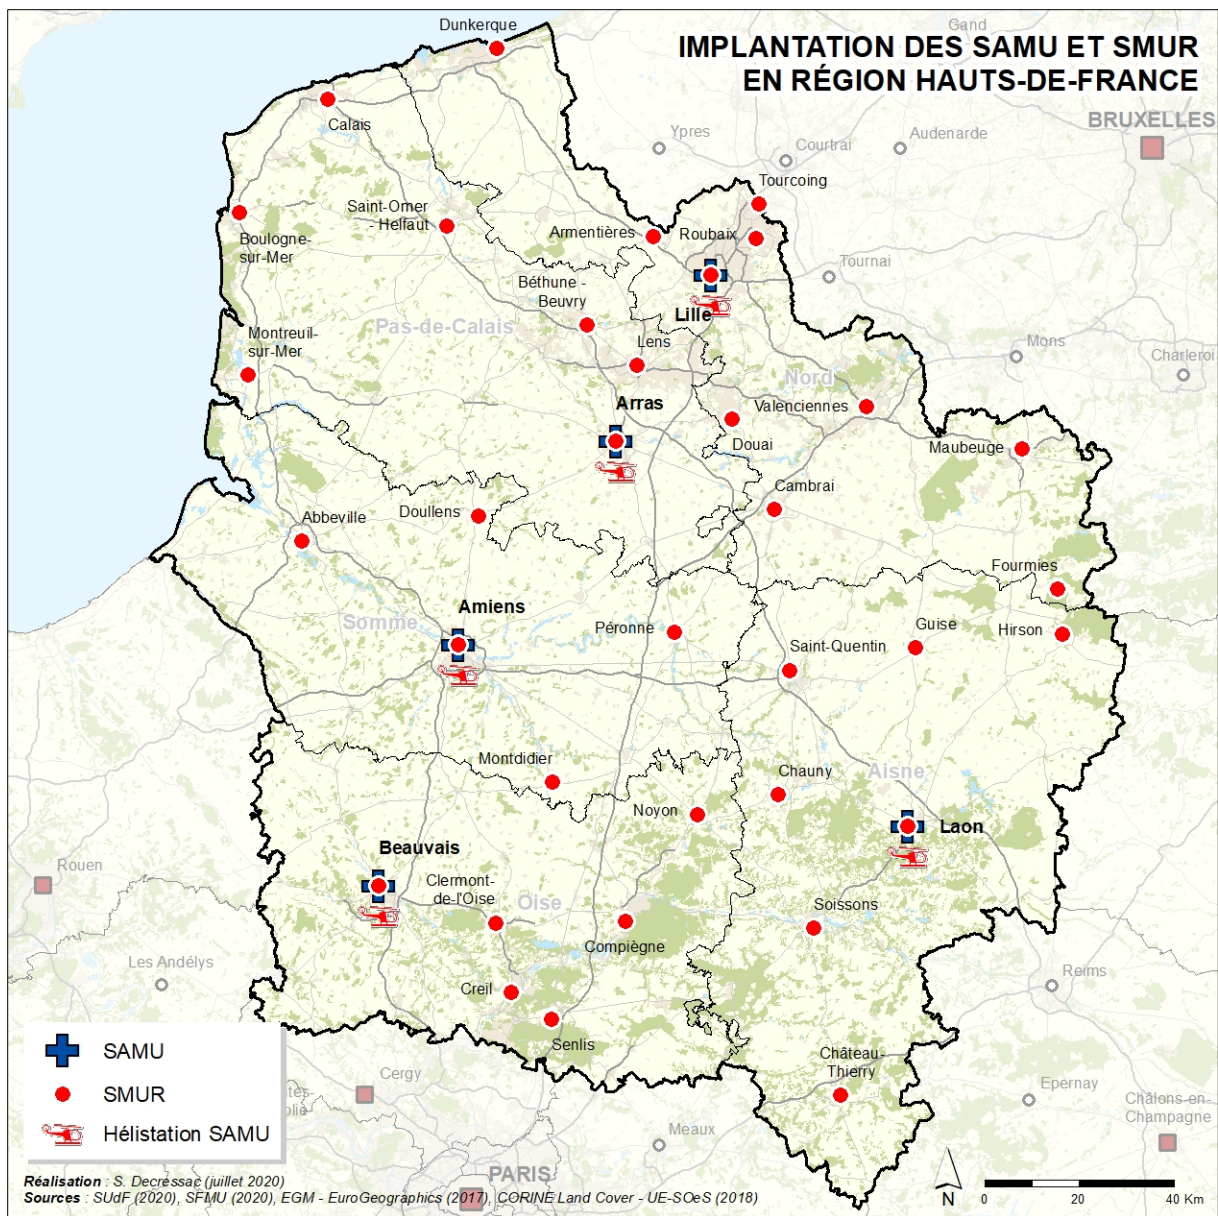 IMPLANTATION DES SAMU ET SMUR
EN RÉGION HAUTS-DE-FRANCE
Dunkerque
Gand
Calais
Ypres
Courtrai
Audenarde
BRUXELLES
Tourcoing
Saint-Omer
- Helfaut
Armentières
Roubaix
Boulogne-
sur-Mer
Tournai
Béthune -
Beuvry
Lille
Pas-de-Calais
Montreuil-
sur-Mer
Lens
Mons
Charleroi
Nord
Arras
Valenciennes
Douai
Maubeuge
Cambrai
Doullens
Abbeville
Fourmies
Amiens
Somme
Péronne
Guise
Hirson
Saint-Quentin
Montdidier
Chauny
Aisne
Noyon
Laon
Beauvais
Rouen
Clermont-
de-l'Oise
Oise
Soissons
Compiègne
Les Andélys
Creil
Reims
Senlis
Château-
Thierry
SAMU
SMUR
Hélistation SAMU
Cergy
Epernay
Châlons-en-
Champagne
Meaux
PARIS
Réalisation : S. Decressac (juillet 2020)
Sources : SUdF (2020), SFMU (2020), EGM - EuroGeographics (2017), CORINE Land Cover - UE-SOeS (2018)
N
0 20 40 Km